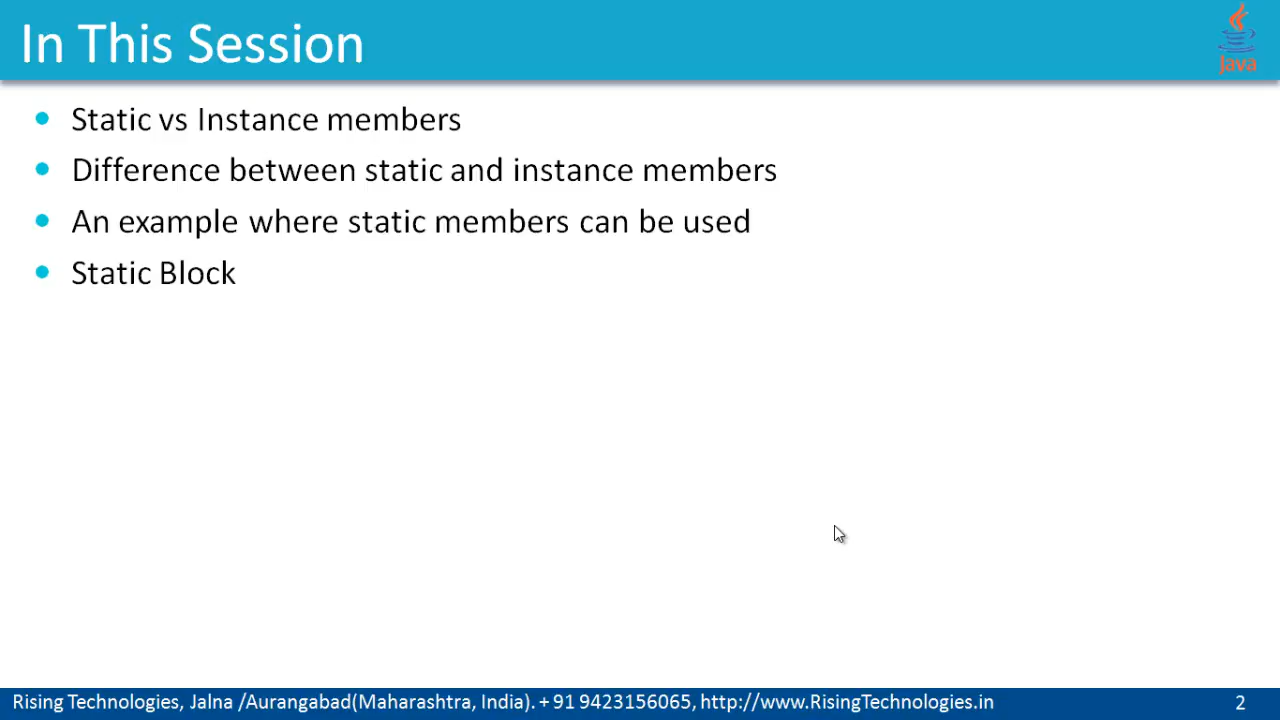 In This Session
Java
• Static vs Instance members
• Difference between static and instance members
• An example where static members can be used
• Static Block
Rising Technologies, Jalna /Aurangabad(Maharashtra, India). + 91 9423156065, http://www.RisingTechnologies.in
2